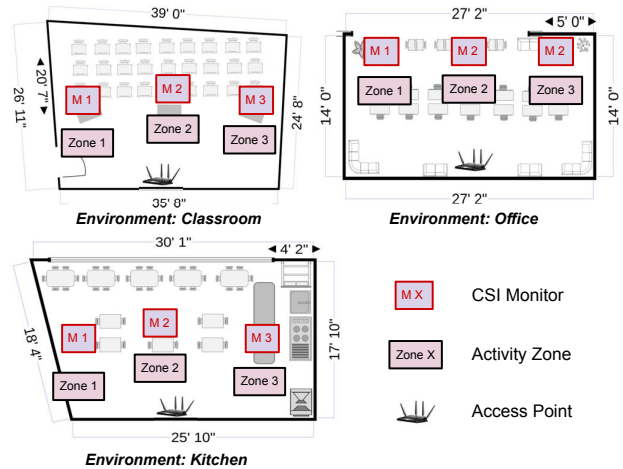 39' 0"
20' 7"
26' 11"
M 1
M 2
M 3
Zone 1
Zone 2
Zone 3
24' 8"
35' 8"
Environment: Classroom
27' 2"
5' 0"
M 1
M 2
M 2
Zone 1
Zone 2
Zone 3
14' 0"
14' 0"
27' 2"
Environment: Office
30' 1"
4' 2"
18' 4"
M 1
M 2
M 3
Zone 1
Zone 2
Zone 3
17' 10"
25' 10"
Environment: Kitchen
M X
CSI Monitor
Zone X
Activity Zone
Access Point